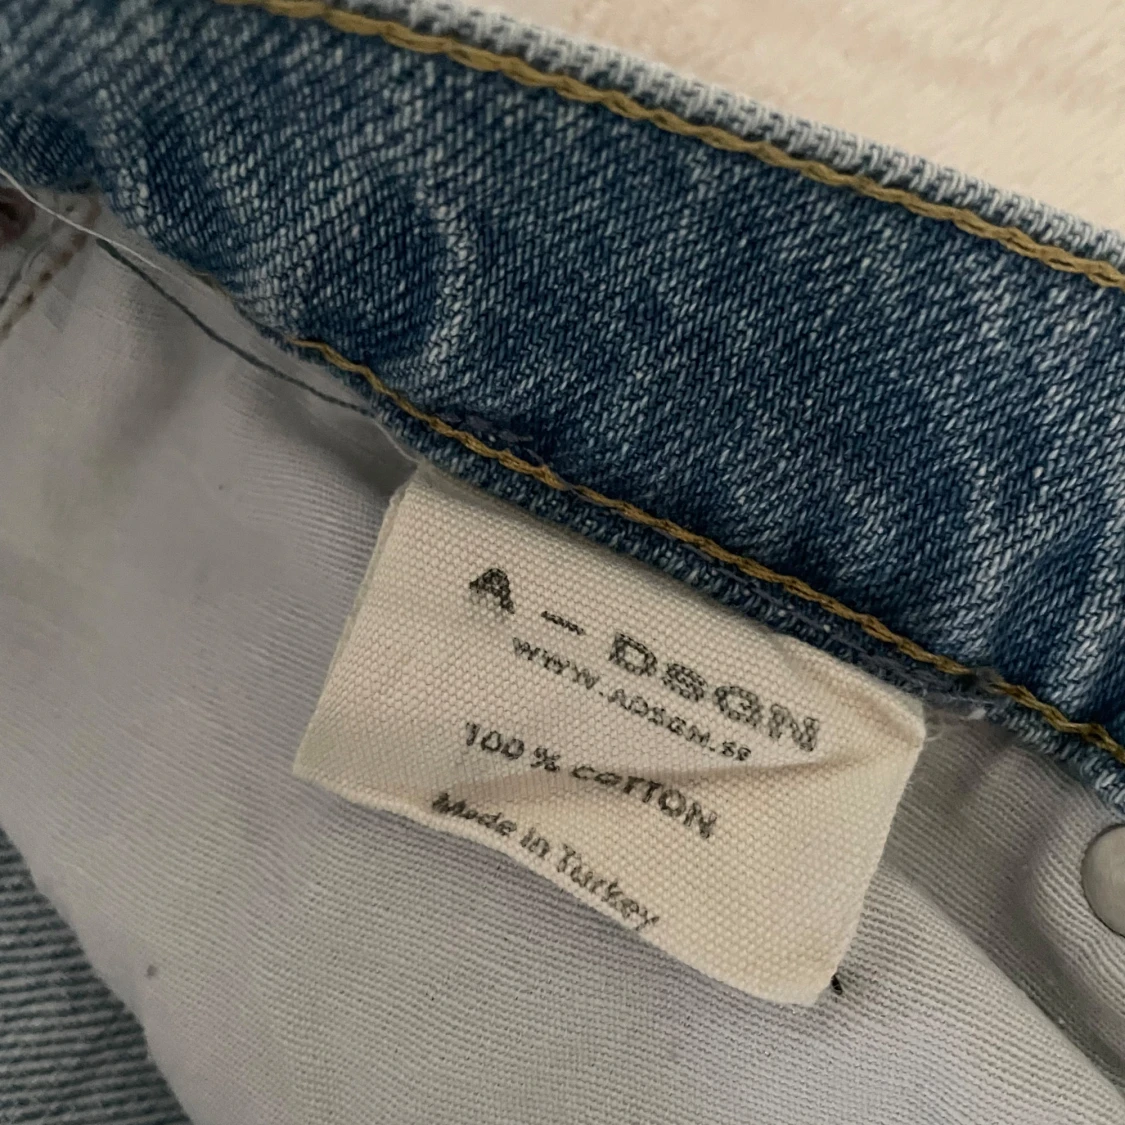 A - DSGN
WWW.ADSGN.SE
100% COTTON
Made in Turkey